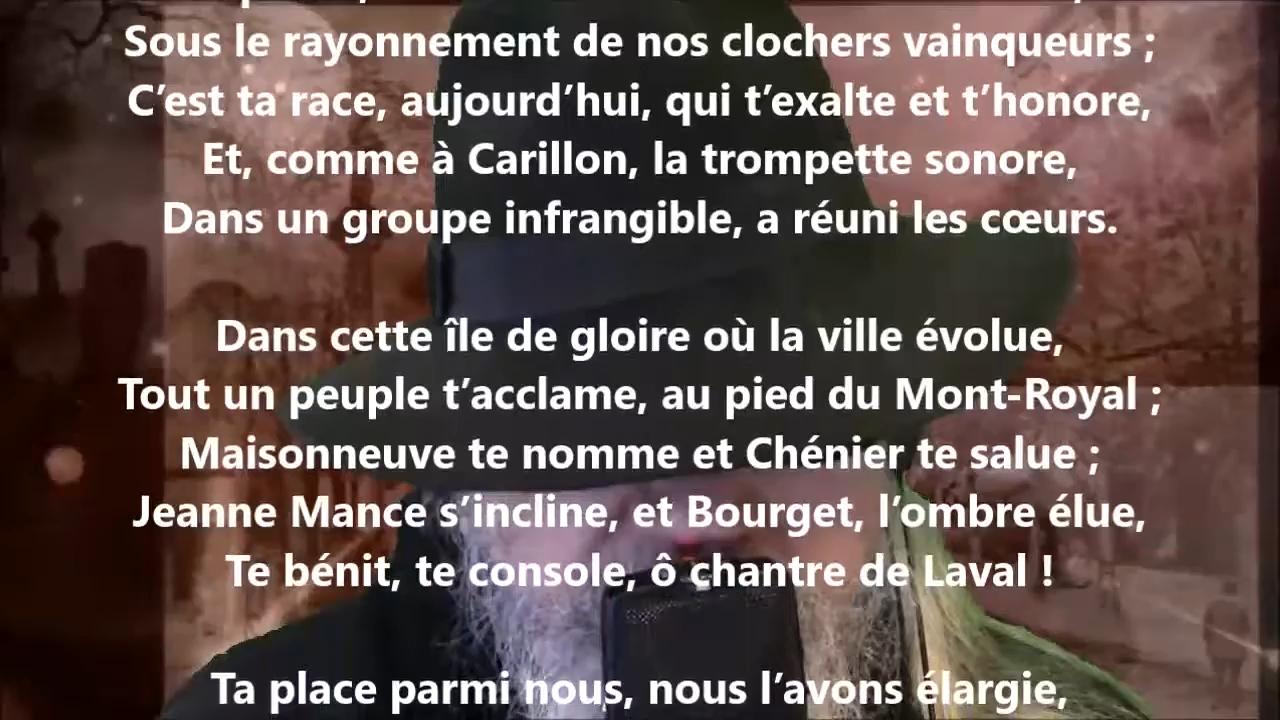 Sous le rayonnement de nos clochers vainqueurs ;
C’est ta race, aujourd’hui, qui t’exalte et t’honore,
Et, comme à Carillon, la trompette sonore,
Dans un groupe infrangible, a réuni les cœurs.
Dans cette île de gloire où la ville évolue,
Tout un peuple t’acclame, au pied du Mont-Royal ;
Maisonneuve te nomme et Chénier te salue ;
Jeanne Mance s’incline, et Bourget, l’ombre élue,
Te bénit, te console, ô chantre de Laval !
Ta place parmi nous, nous l’avons élargie,